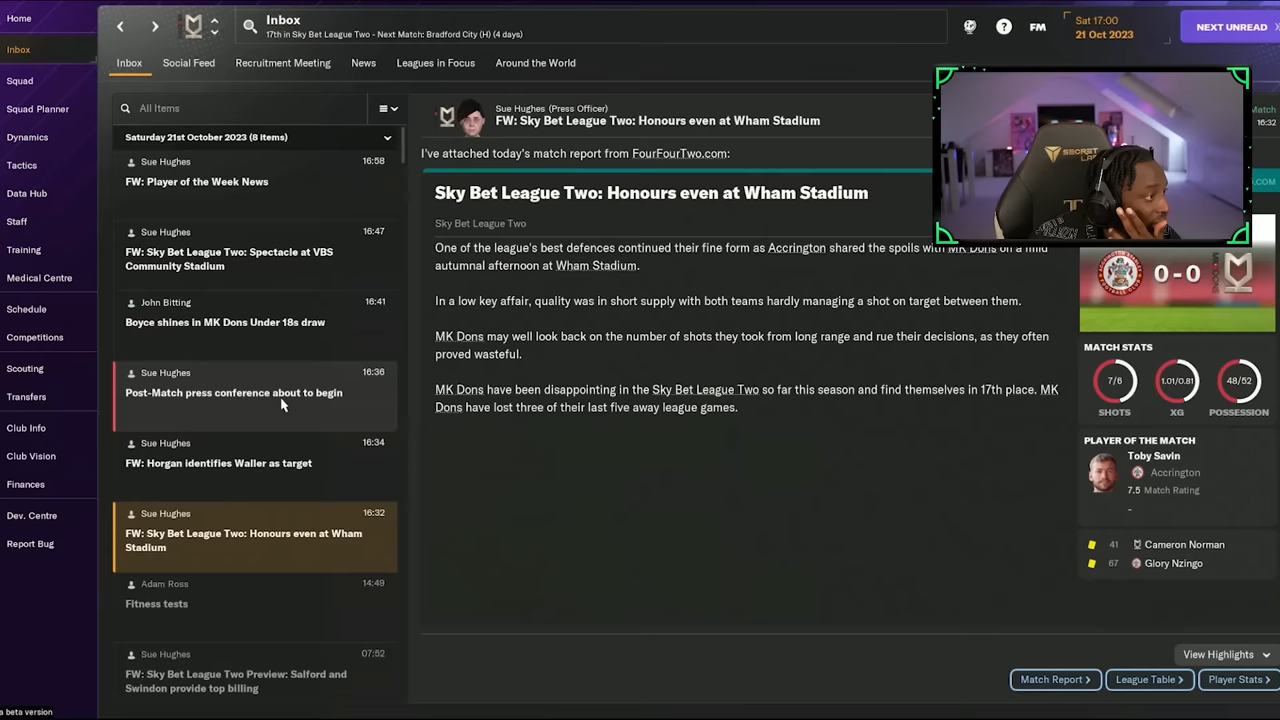 Home
Inbox
Squad
Squad Planner
Dynamics
Tactics
Data Hub
Staff
Training
Medical Centre
Schedule
Competitions
Scouting
Transfers
Club Info
Club Vision
Finances
Dev. Centre
Report Bug
a beta version
Inbox
17th in Sky Bet League Two - Next Match: Bradford City (H) (4 days)
? FM
Sat 17:00
21 Oct 2023
NEXT UNREAD
Inbox Social Feed Recruitment Meeting News Leagues in Focus Around the World
All Items
Saturday 21st October 2023 (8 items)
Sue Hughes 16:58
FW: Player of the Week News
Sue Hughes 16:47
FW: Sky Bet League Two: Spectacle at VBS
Community Stadium
John Bitting 16:41
Boyce shines in MK Dons Under 18s draw
Sue Hughes 16:36
Post-Match press conference about to begin
Sue Hughes 16:34
FW: Horgan identifies Waller as target
Sue Hughes 16:32
FW: Sky Bet League Two: Honours even at Wham
Stadium
Adam Ross 14:49
Fitness tests
Sue Hughes 07:52
FW: Sky Bet League Two Preview: Salford and
Swindon provide top billing
Sue Hughes (Press Officer)
FW: Sky Bet League Two: Honours even at Wham Stadium
I've attached today's match report from FourFourTwo.com:
Sky Bet League Two: Honours even at Wham Stadium
Sky Bet League Two
One of the league's best defences continued their fine form as Accrington shared the spoils with MK Dons on a mild
autumnal afternoon at Wham Stadium.
In a low key affair, quality was in short supply with both teams hardly managing a shot on target between them.
MK Dons may well look back on the number of shots they took from long range and rue their decisions, as they often
proved wasteful.
MK Dons have been disappointing in the Sky Bet League Two so far this season and find themselves in 17th place. MK
Dons have lost three of their last five away league games.
Match
16:32
.COM
SECRET
0-0
MATCH STATS
7/6 1.01/0.81 48/52
SHOTS XG POSSESSION
PLAYER OF THE MATCH
Toby Savin
Accrington
7.5 Match Rating
-
41 Cameron Norman
67 Glory Nzingo
View Highlights
Match Report League Table Player Stats